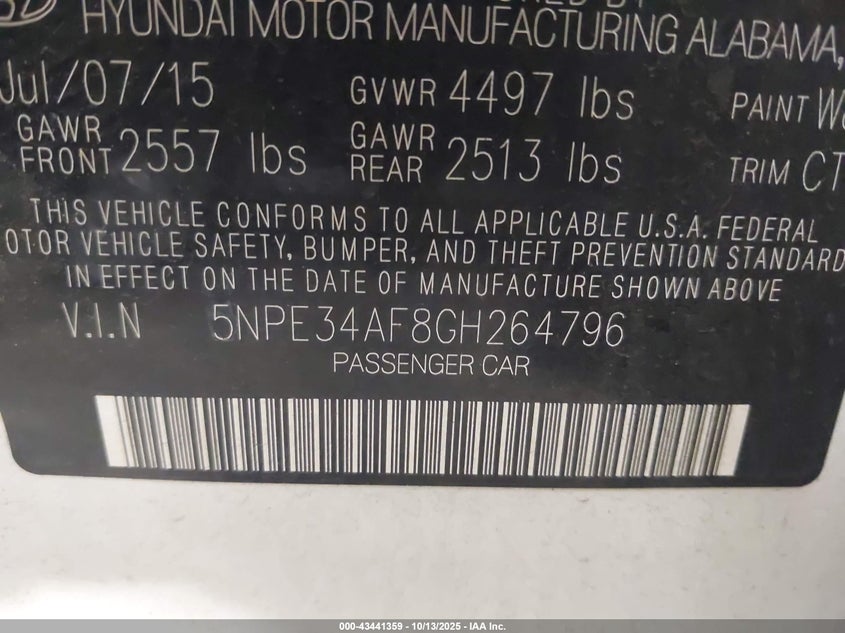 HYUNDAI MOTOR MANUFACTURING ALABAMA,
Jul/07/15 GVWR 4497 lbs PAINT
GAWR FRONT 2557 lbs GAWR REAR 2513 lbs TRIM CT
THIS VEHICLE CONFORMS TO ALL APPLICABLE U.S.A. FEDERAL
OTOR VEHICLE SAFETY, BUMPER, AND THEFT PREVENTION STANDARD
IN EFFECT ON THE DATE OF MANUFACTURE SHOWN ABOVE
V.I.N 5NPE34AF8GH264796
PASSENGER CAR
000-43441359 - 10/13/2025 - IAA Inc.